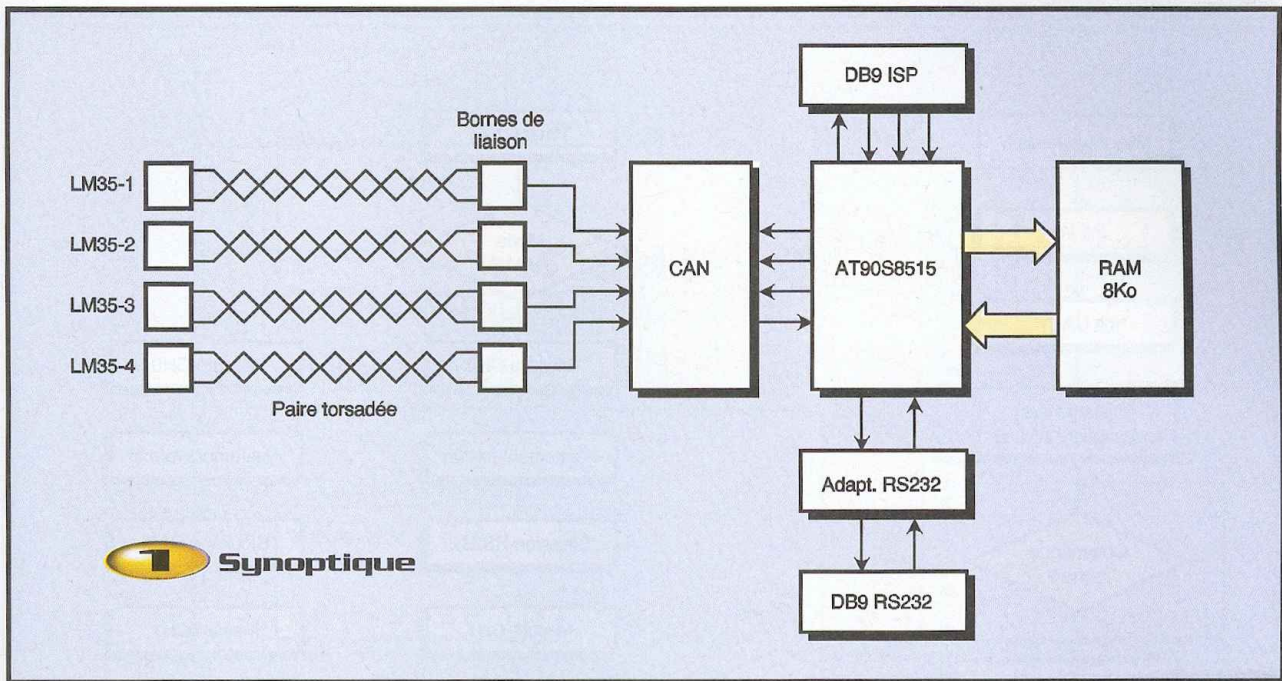 DB9 ISP
Bornes de
liaison
LM35-1
LM35-2
LM35-3
LM35-4
CAN
AT90S8515
RAM
8Ko
Paire torsadée
Adapt. RS232
DB9 RS232
1 Synoptique